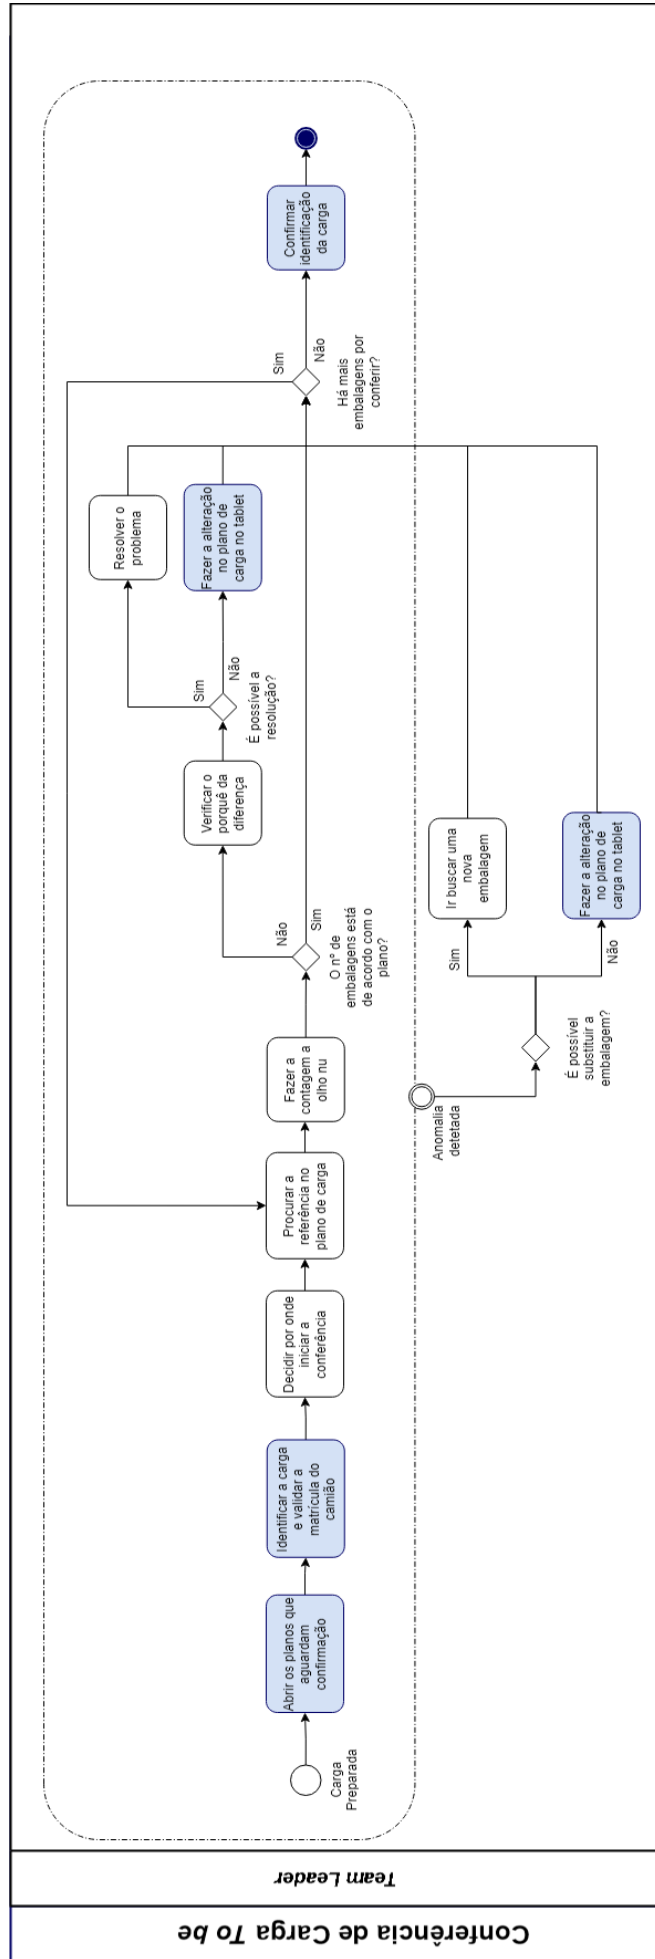 Conferência de Carga To be
Team Leader
Carga
Preparada
Abrir os planos que
aguardam
confirmação
Identificar a carga
e validar a
matrícula do
camião
Decidir por onde
iniciar a
conferência
Procurar a
referência no
plano de carga
Fazer a
contagem a
olho nu
O nº de
embalagens está
de acordo com o
plano?
Não
Sim
Verificar o
porquê da
diferença
É possível a
resolução?
Sim
Não
Resolver o
problema
Fazer a alteração
no plano de
carga no tablet
Há mais
embalagens por
conferir?
Sim
Não
Confirmar
identificação
da carga
Anomalia
detetada
É possível
substituir a
embalagem?
Sim
Não
Ir buscar uma
nova
embalagem
Fazer a alteração
no plano de
carga no tablet